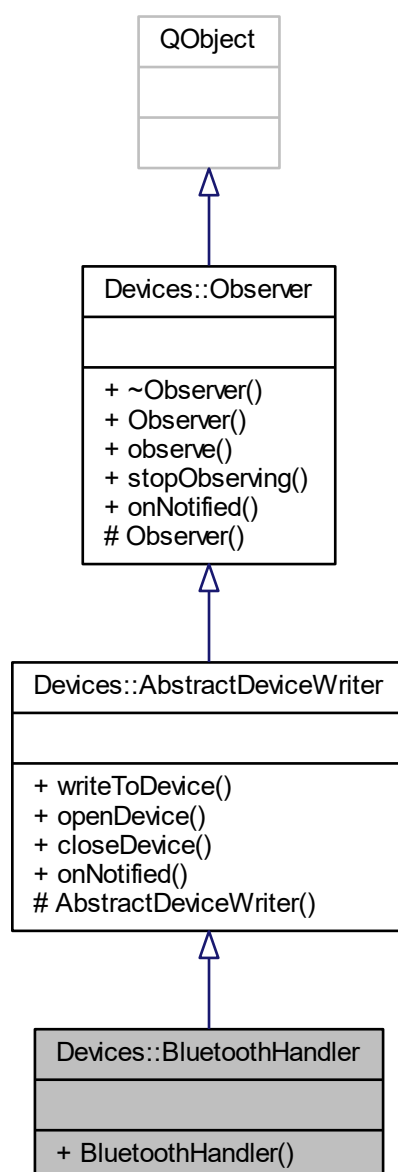 QObject
Devices::Observer
+ ~Observer()
+ Observer()
+ observe()
+ stopObserving()
+ onNotified()
# Observer()
Devices::AbstractDeviceWriter
+ writeToDevice()
+ openDevice()
+ closeDevice()
+ onNotified()
# AbstractDeviceWriter()
Devices::BluetoothHandler
+ BluetoothHandler()